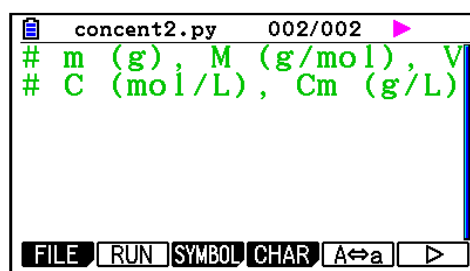 concent2.py 002/002
# m (g), M (g/mol), V
# C (mol/L), Cm (g/L)
FILE RUN SYMBOL CHAR A⇔a ▷